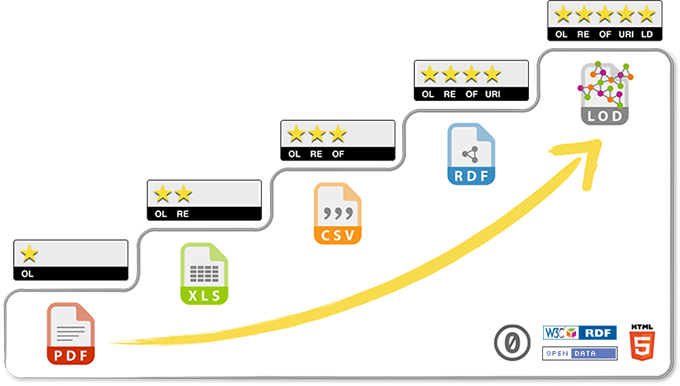 OL RE OF URI LD
OL RE OF URI
LOD
OL RE OF
RDF
OL RE
,,,
CSV
OL
XLS
PDF
0
W3C RDF
OPEN DATA
HTML
5